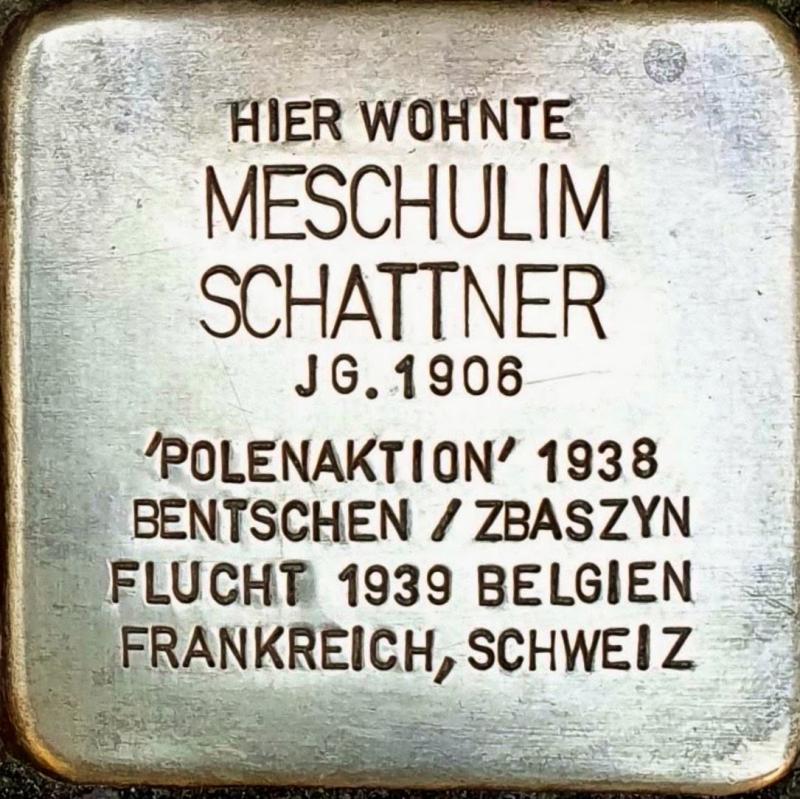 HIER WOHNTE
MESCHULIM
SCHATTNER
JG. 1906
'POLENAKTION' 1938
BENTSCHEN / ZBASZYN
FLUCHT 1939 BELGIEN
FRANKREICH, SCHWEIZ